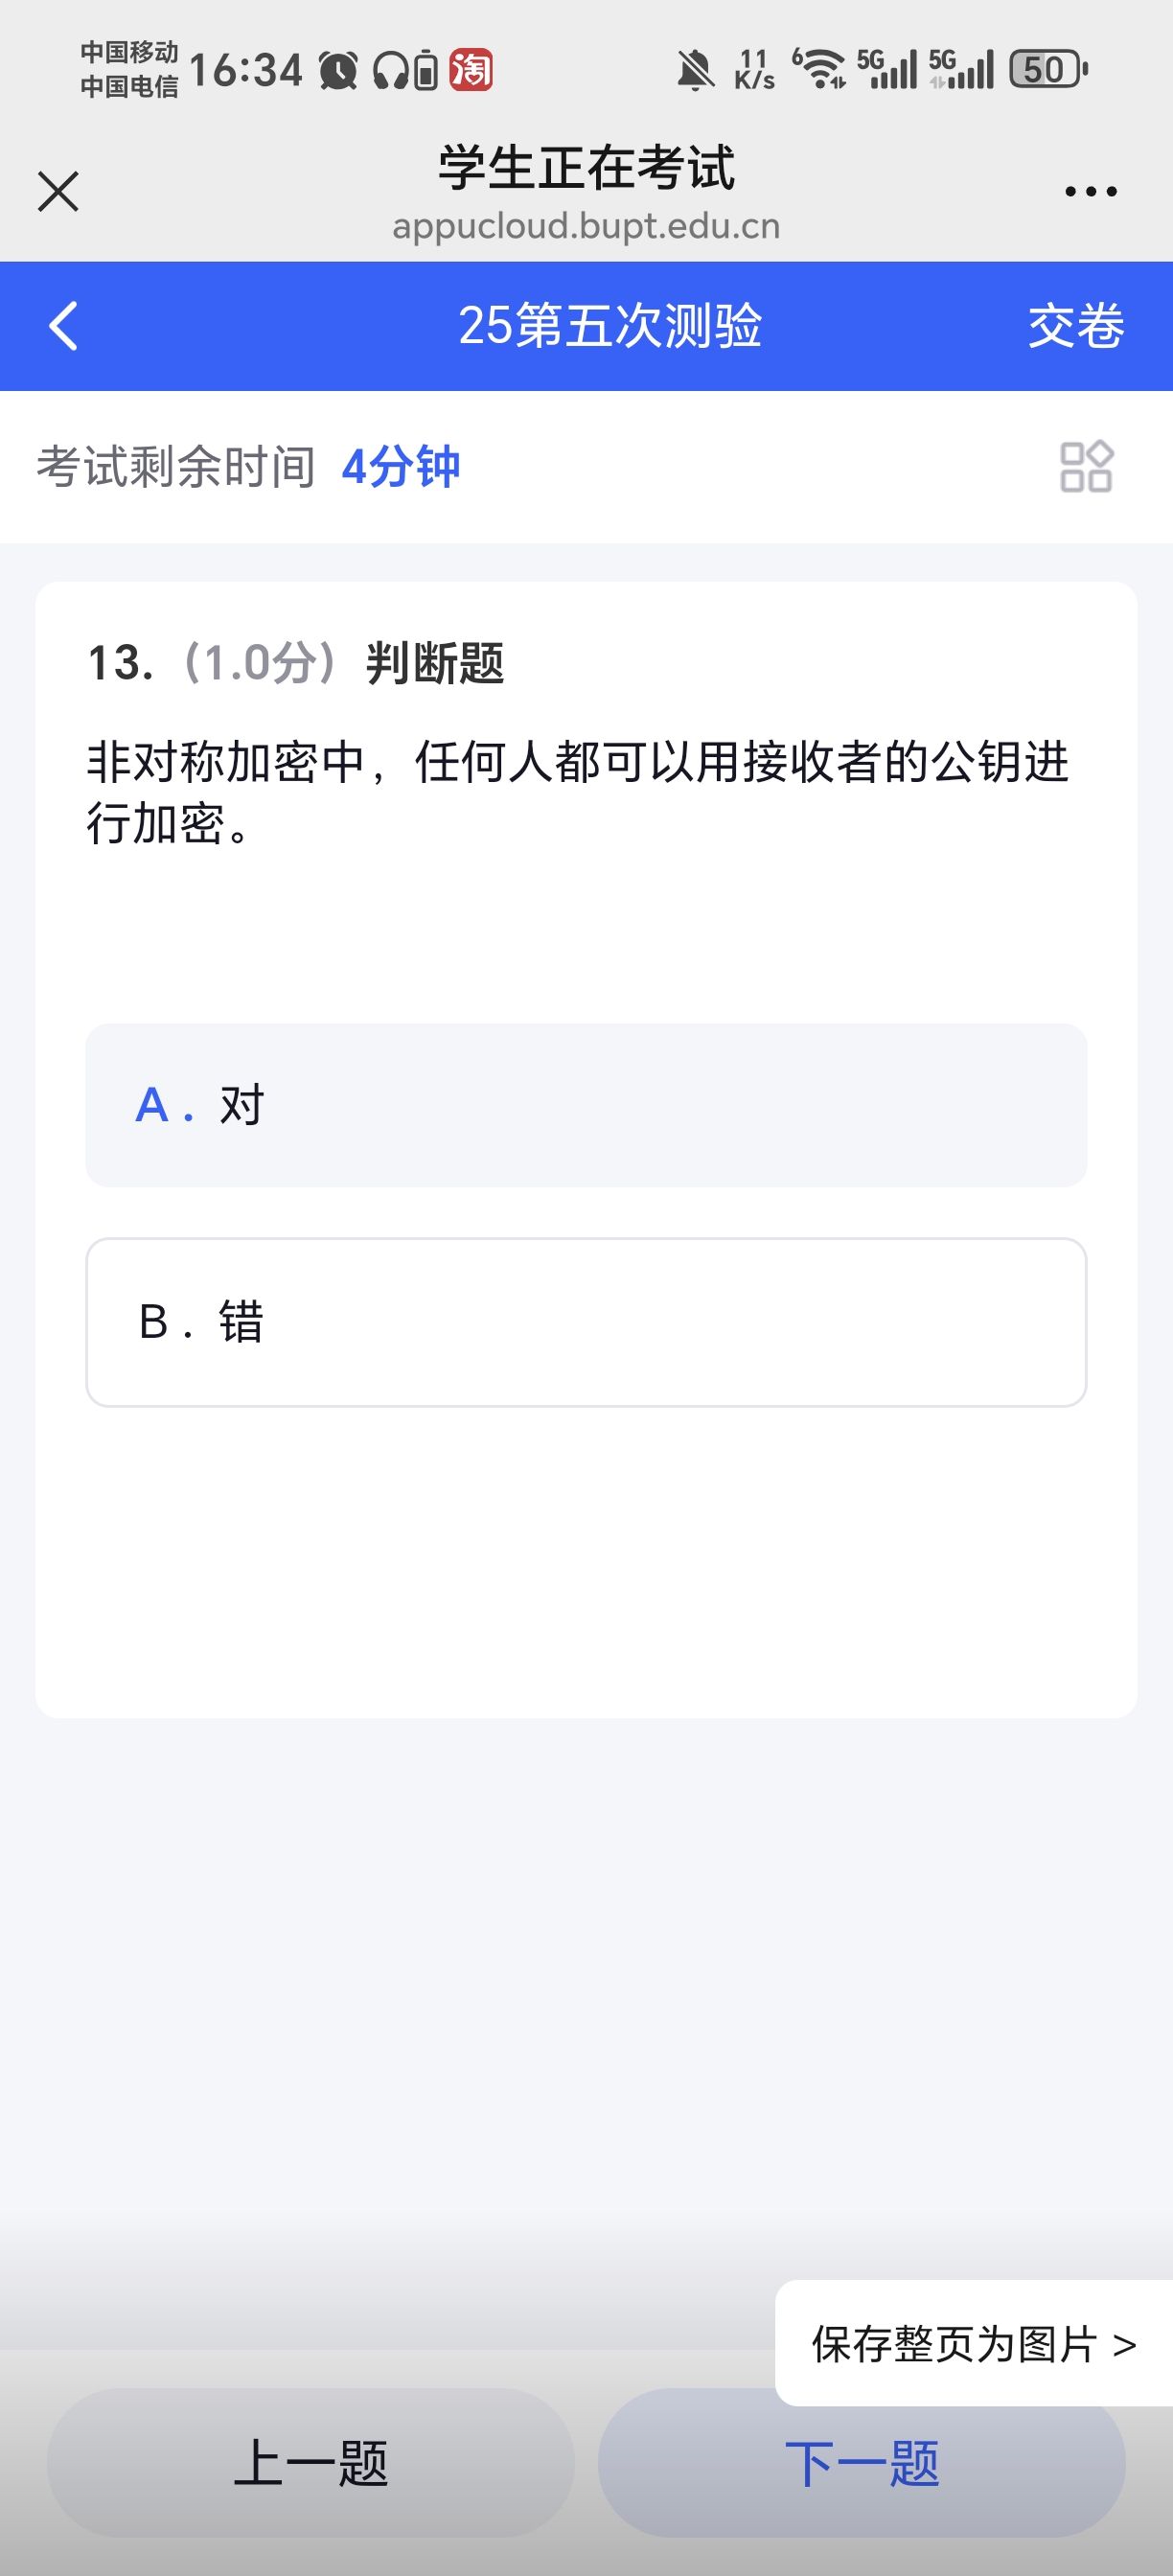 中国移动
中国电信
16:34
淘
11
K/s
6
5G
5G
50
学生正在考试
appucloud.bupt.edu.cn
25第五次测验
交卷
考试剩余时间 4分钟
13. (1.0分) 判断题
非对称加密中，任何人都可以用接收者的公钥进
行加密。
A. 对
B. 错
保存整页为图片 >
上一题
下一题